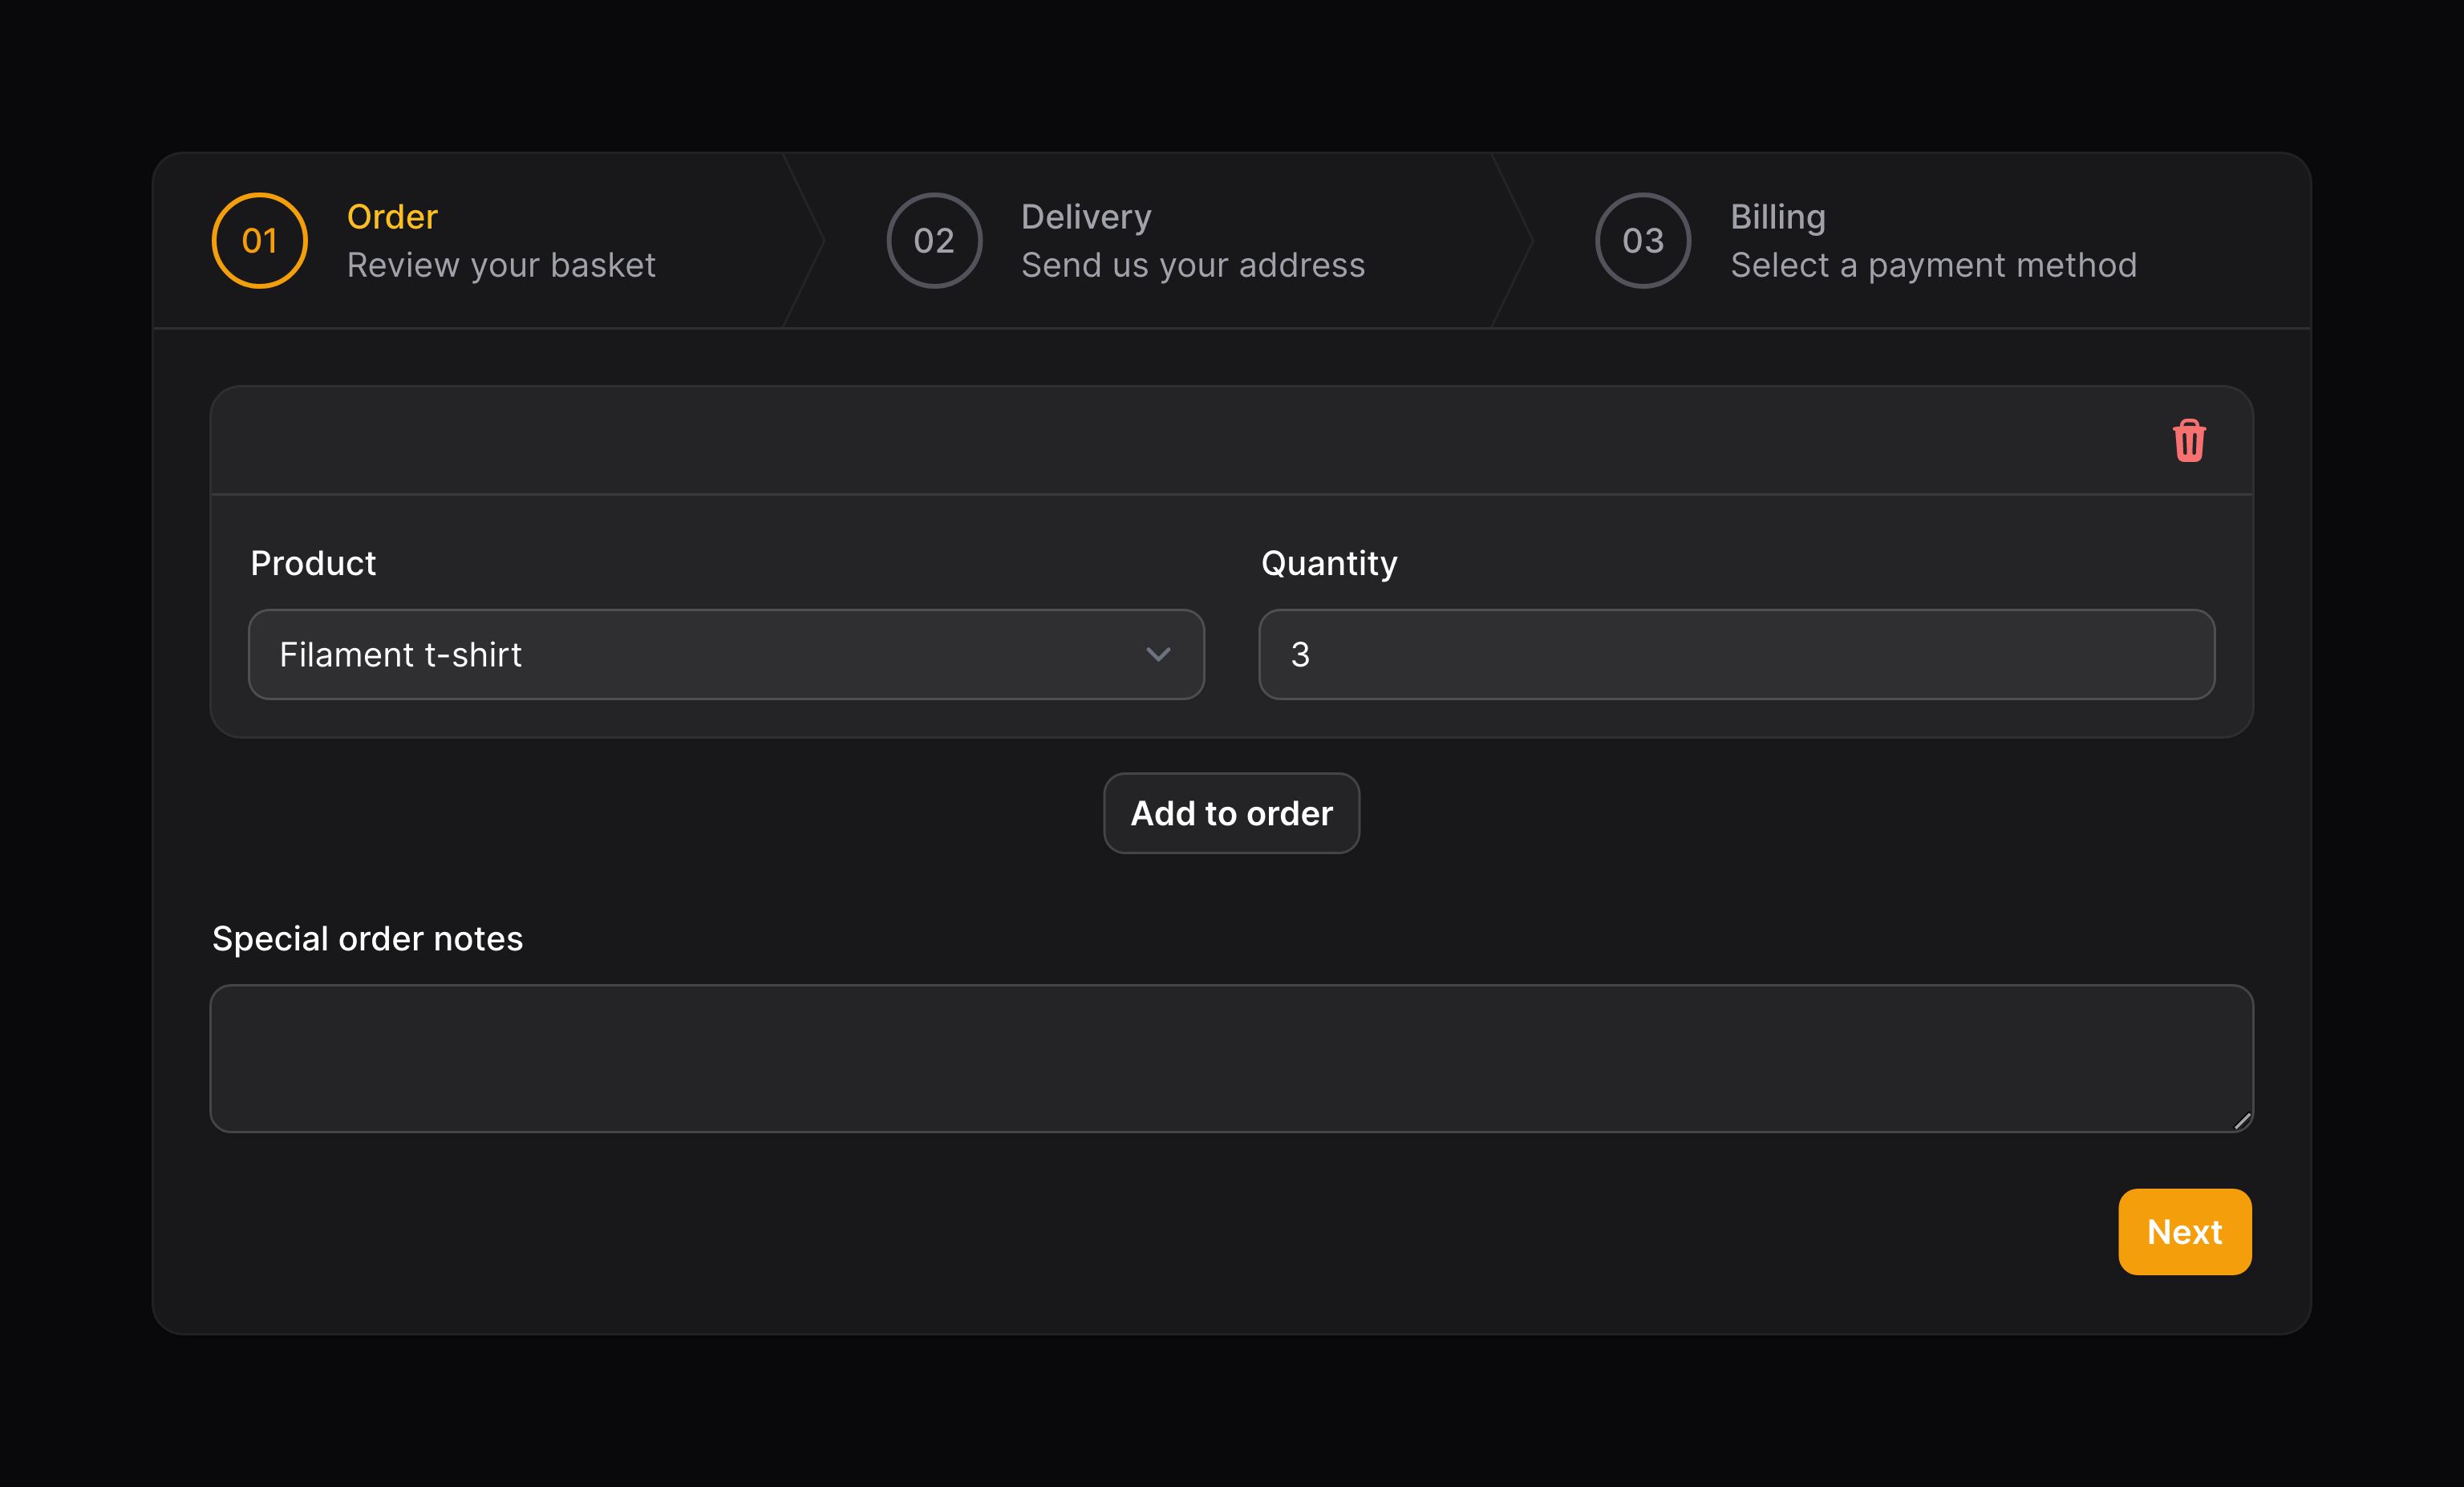 01
Order
Review your basket
02
Delivery
Send us your address
03
Billing
Select a payment method
Product
Filament t-shirt
Quantity
3
Add to order
Special order notes
Next